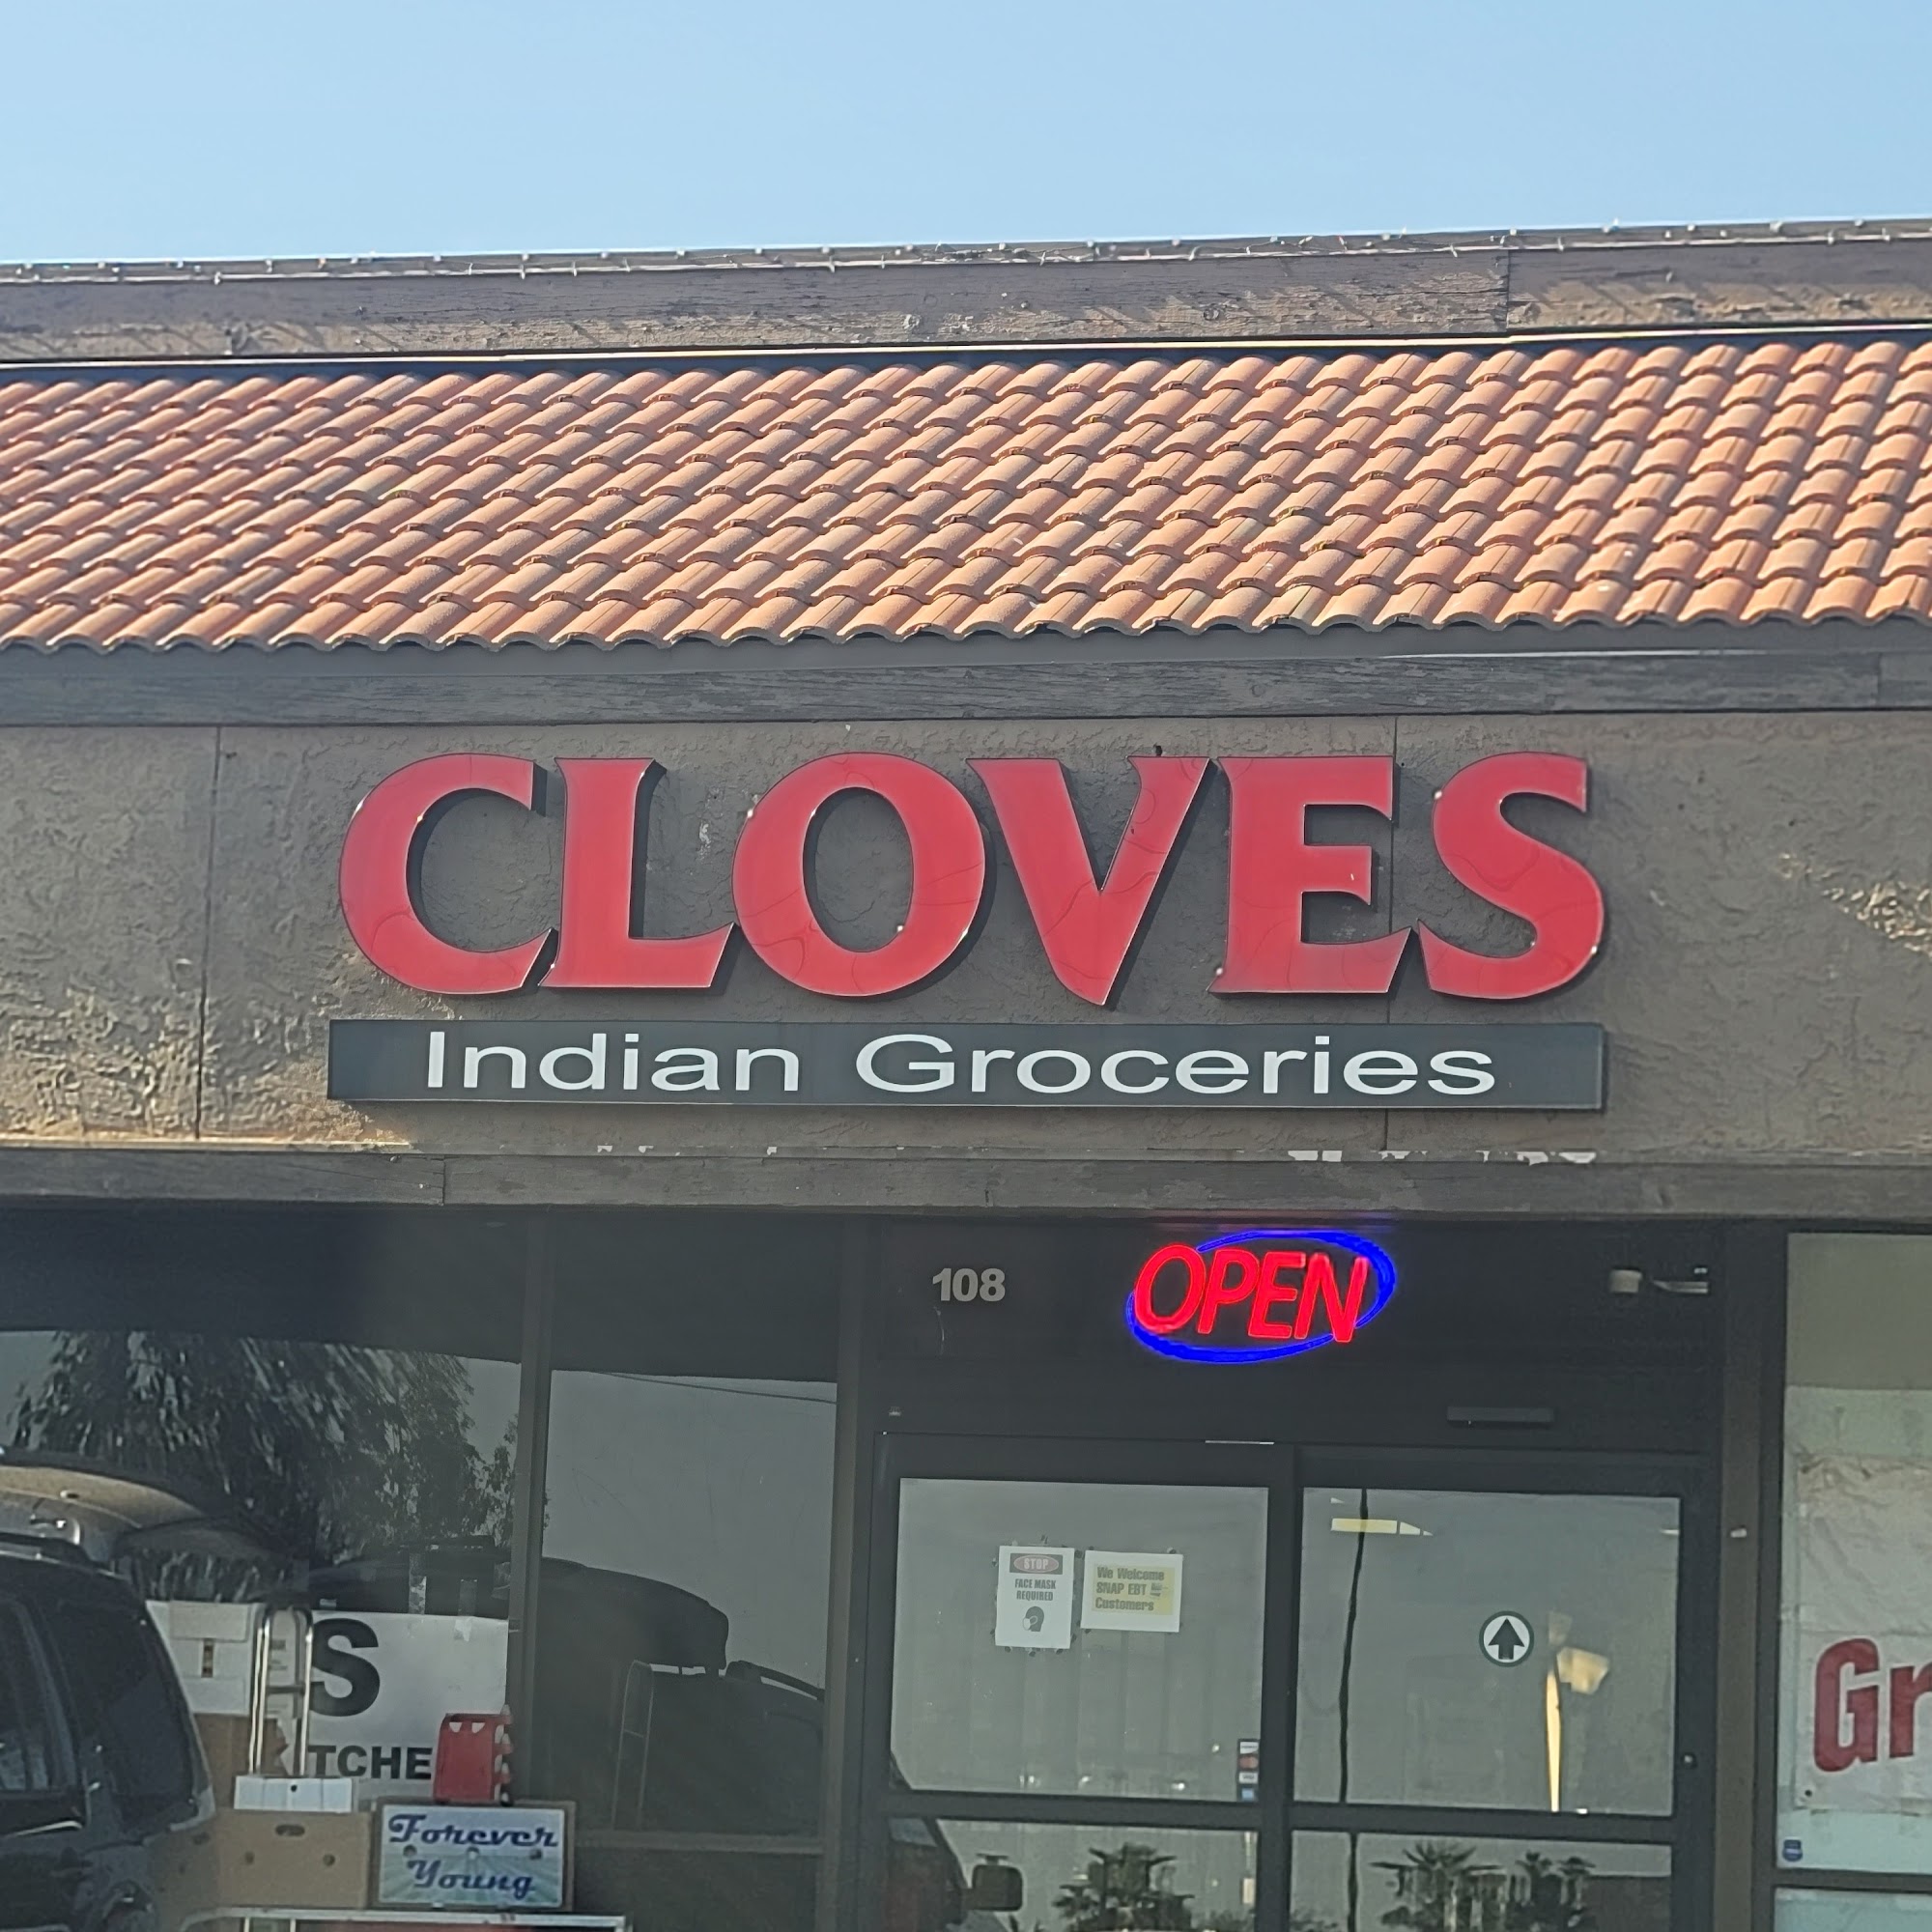 CLOVES
Indian Groceries
108
OPEN
STOP
FACE MASK
REQUIRED
We Welcome
SNAP EBT
Customers
S
TCHE
Gr
Forever
Young